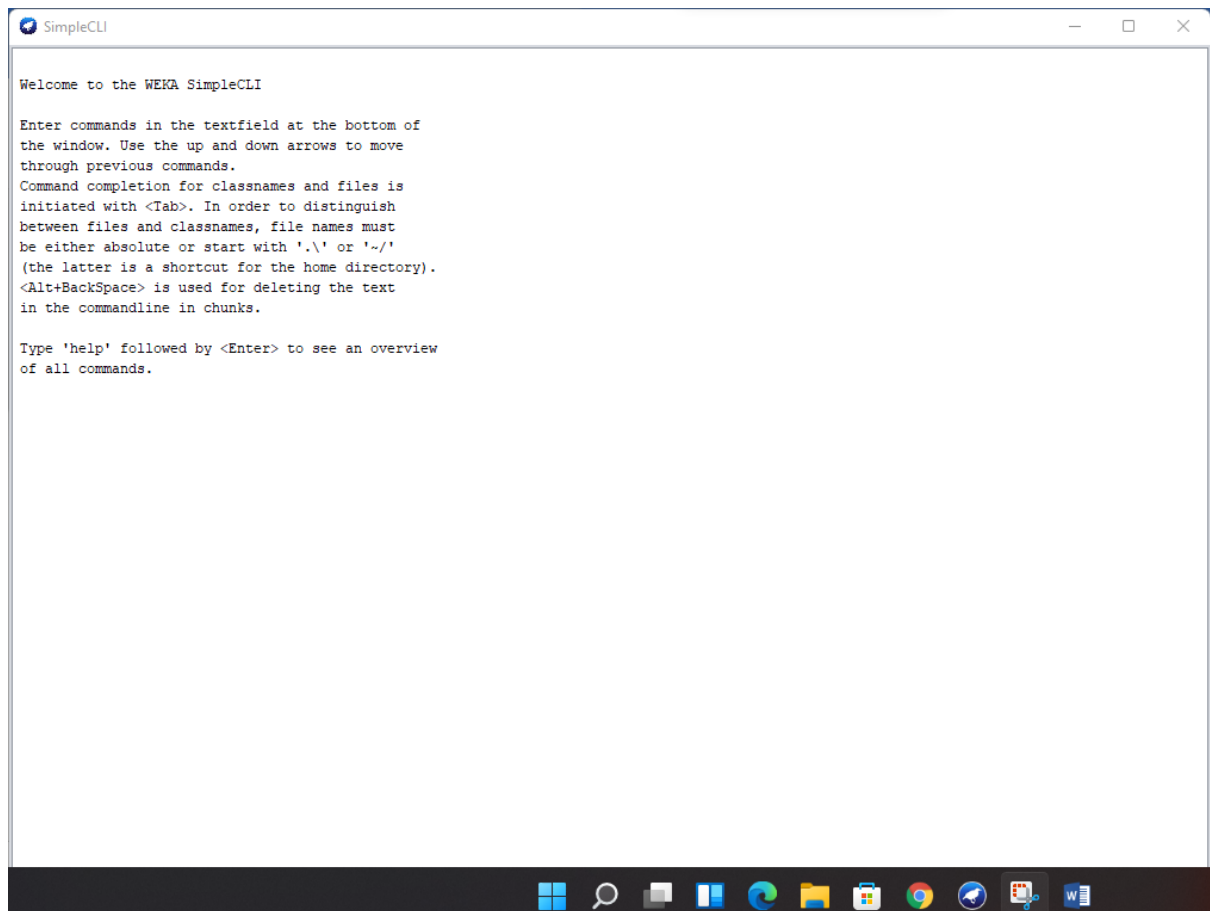 SimpleCLI
Welcome to the WEKA SimpleCLI
Enter commands in the textfield at the bottom of
the window. Use the up and down arrows to move
through previous commands.
Command completion for classnames and files is
initiated with <Tab>. In order to distinguish
between files and classnames, file names must
be either absolute or start with '.\' or '~/'
(the latter is a shortcut for the home directory).
<Alt+BackSpace> is used for deleting the text
in the commandline in chunks.
Type 'help' followed by <Enter> to see an overview
of all commands.
W